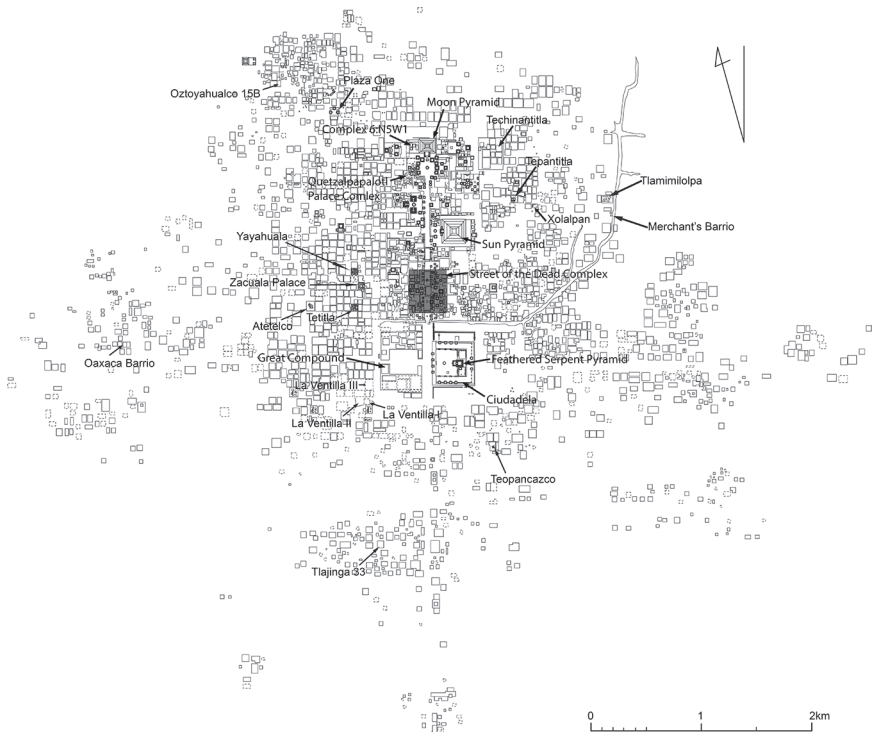 Plaza One
Oztoyahualco 15B
Moon Pyramid
Techinantitla
Complex 6:N5W1
Tepantitla
Quetzalpapalotl
Palace Comlex
Tlamimilolpa
Xolalpan
Merchant's Barrio
Yayahuala
Sun Pyramid
Street of the Dead Complex
Zacuala Palace
Tetitla
Atetelco
Oaxaca Barrio
Great Compound
Feathered Serpent Pyramid
La Ventilla III
Ciudadela
La Ventilla I
La Ventilla II
Teopancazco
Tlajinga 33
0 1 2km